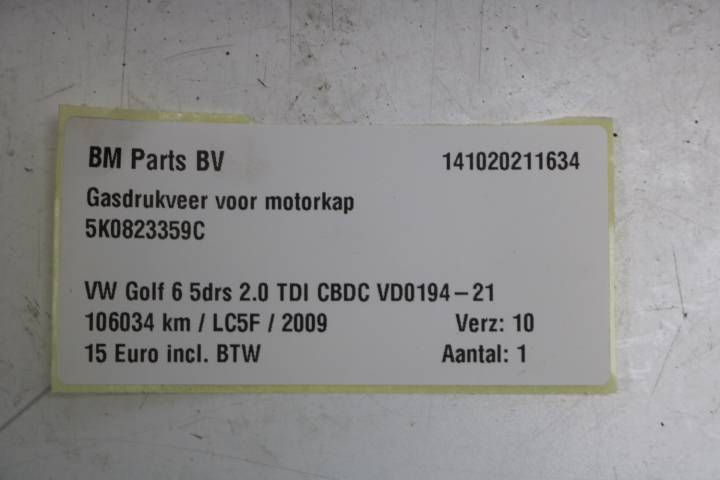 BM Parts BV 141020211634
Gasdrukveer voor motorkap
5K0823359C
VW Golf 6 5drs 2.0 TDI CBDC VD0194-21
106034 km / LC5F / 2009 Verz: 10
15 Euro incl. BTW Aantal: 1